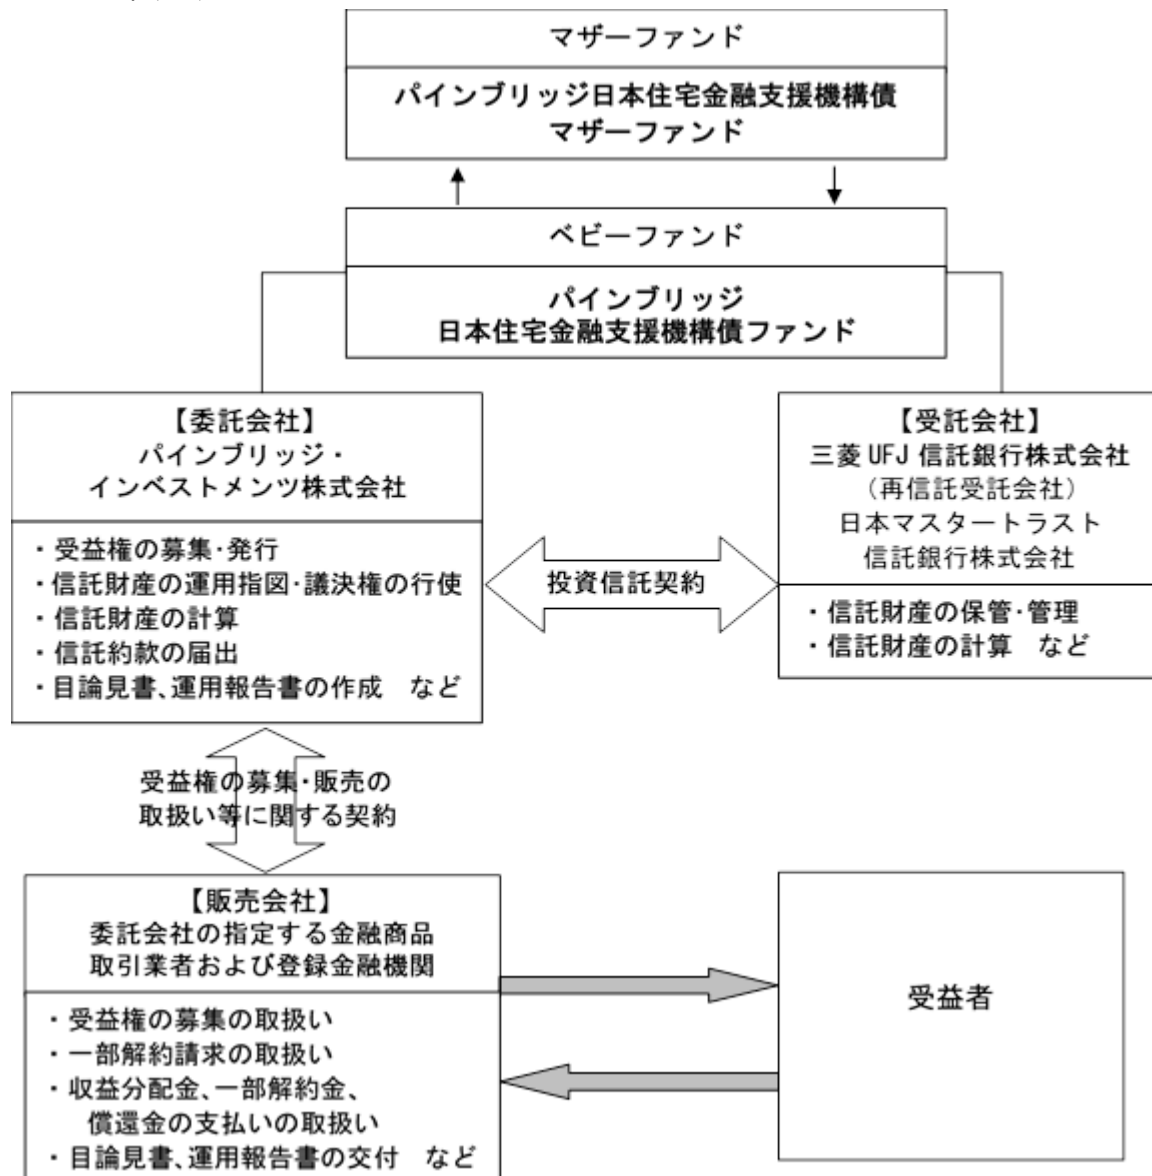 マザーファンド
パインブリッジ日本住宅金融支援機構債
マザーファンド
ベビーファンド
パインブリッジ
日本住宅金融支援機構債ファンド
【委託会社】
パインブリッジ・
インベストメンツ株式会社
・受益権の募集・発行
・信託財産の運用指図・議決権の行使
・信託財産の計算
・信託約款の届出
・目論見書、運用報告書の作成　など
投資信託契約
【受託会社】
三菱UFJ信託銀行株式会社
（再信託受託会社）
日本マスタートラスト
信託銀行株式会社
・信託財産の保管・管理
・信託財産の計算　など
受益権の募集・販売の
取扱い等に関する契約
【販売会社】
委託会社の指定する金融商品
取引業者および登録金融機関
・受益権の募集の取扱い
・一部解約請求の取扱い
・収益分配金、一部解約金、
償還金の支払いの取扱い
・目論見書、運用報告書の交付　など
受益者